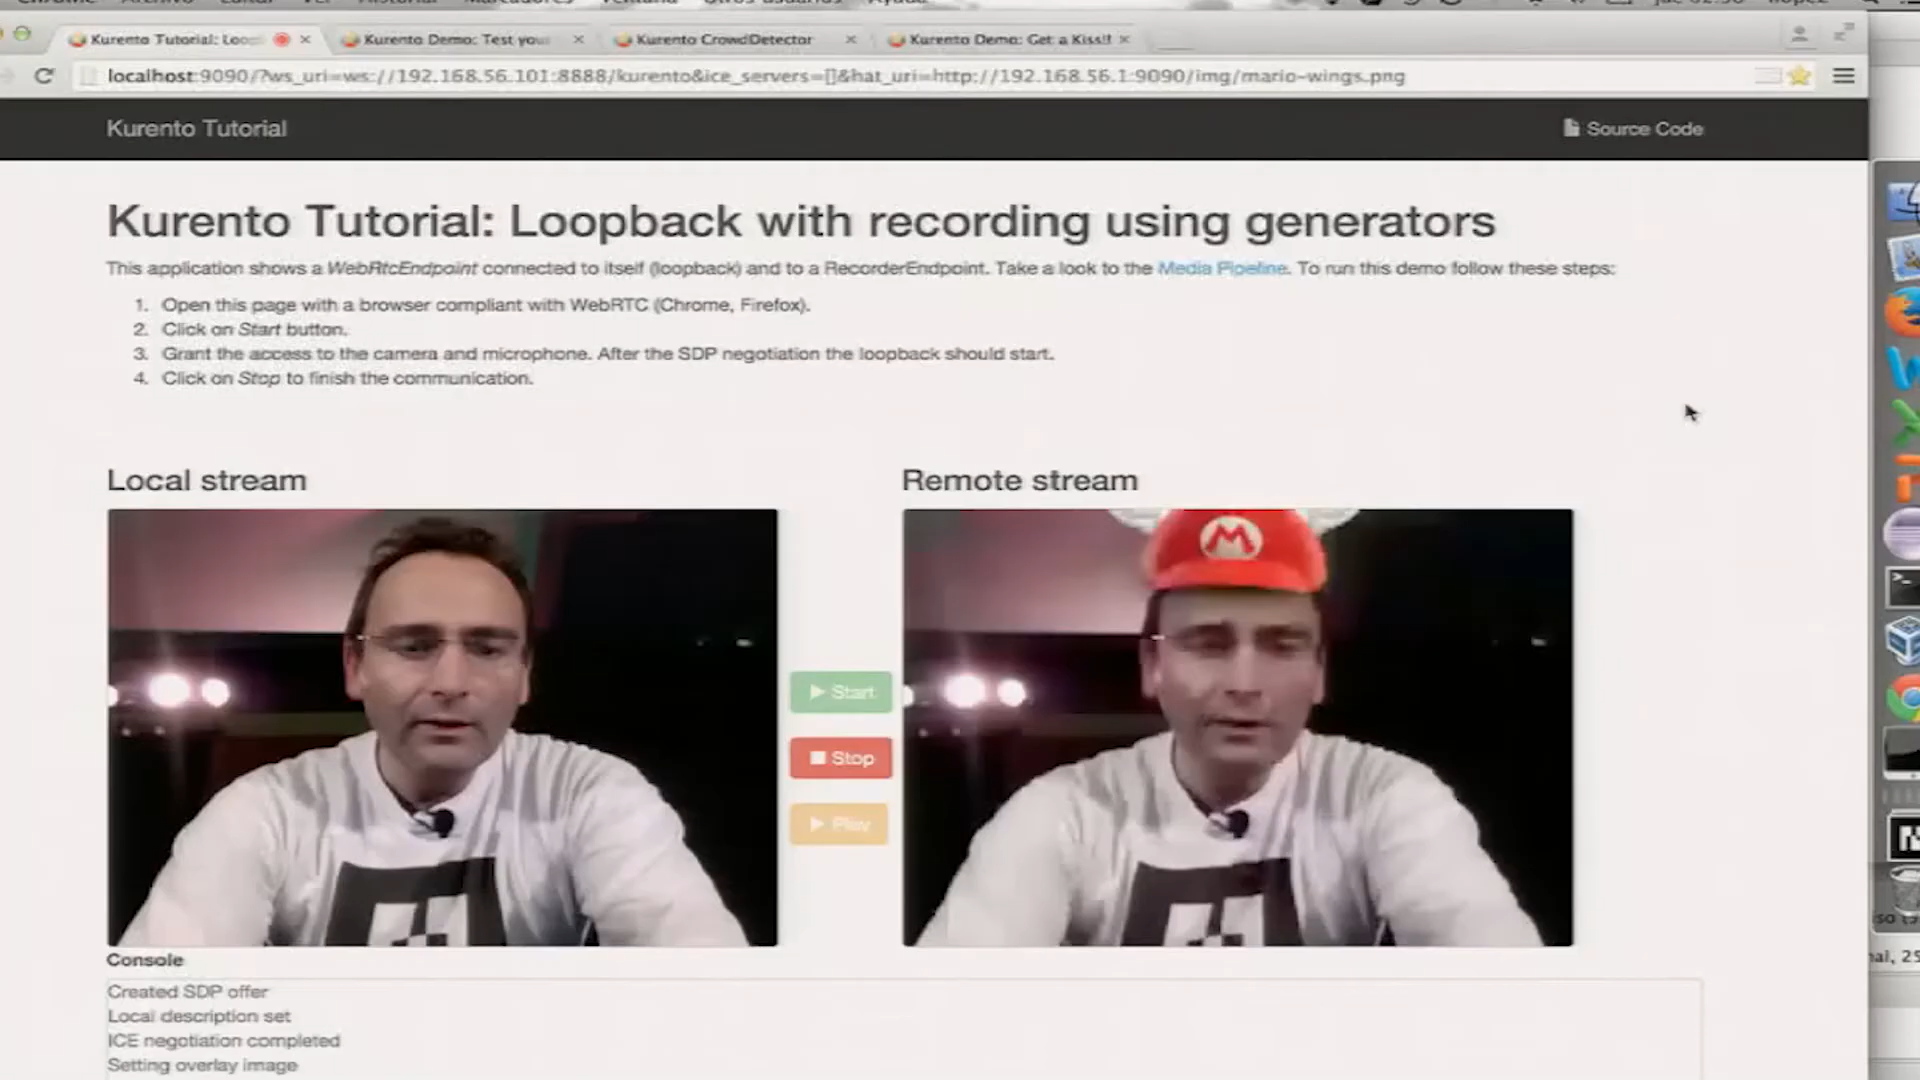 Kurento Tutorial: Loo
Kurento Demo: Test your
Kurento CrowdDetector
Kurento Demo: Get a Kiss!!
localhost:9090/?ws_uri=ws://192.168.56.101:8888/kurento&ice_servers=[]&hat_uri=http://192.168.56.1:9090/img/mario-wings.png
Kurento Tutorial
Source Code
Kurento Tutorial: Loopback with recording using generators
This application shows a WebRtcEndpoint connected to itself (loopback) and to a RecorderEndpoint. Take a look to the Media Pipeline. To run this demo follow these steps:
1. Open this page with a browser compliant with WebRTC (Chrome, Firefox).
2. Click on Start button.
3. Grant the access to the camera and microphone. After the SDP negotiation the loopback should start.
4. Click on Stop to finish the communication.
Local stream
Remote stream
M
Start
Stop
Play
Console
Created SDP offer
Local description set
ICE negotiation completed
Setting overlay image